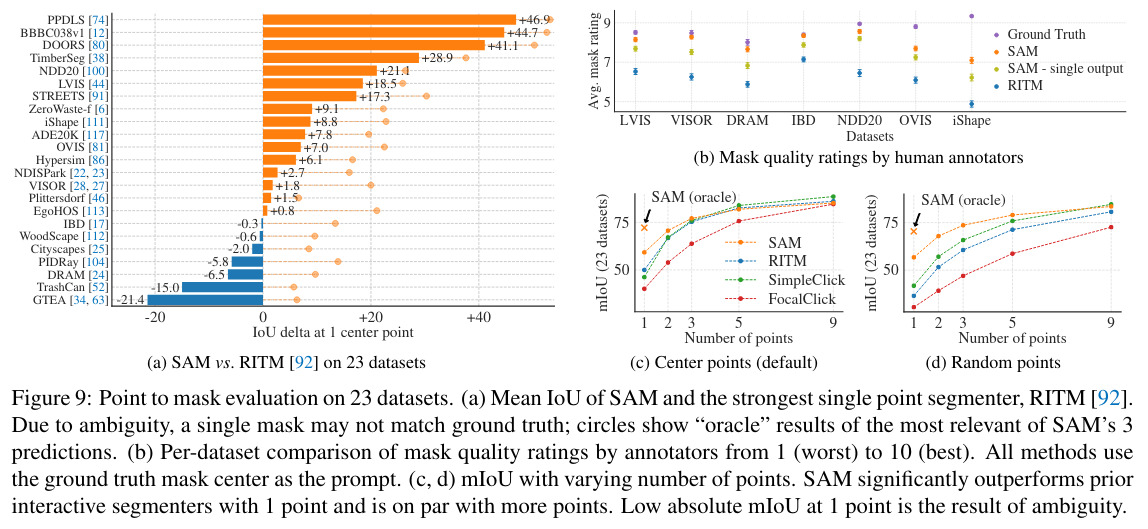 PPDLS [74] +46.9
BBBC038v1 [12] +44.7
DOORS [80] +41.1
TimberSeg [38] +28.9
NDD20 [100] +21.1
LVIS [44] +18.5
STREETS [91] +17.3
ZeroWaste-f [6] +9.1
iShape [111] +8.8
ADE20K [117] +7.8
OVIS [81] +7.0
Hypersim [86] +6.1
NDISPark [22, 23] +2.7
VISOR [28, 27] +1.8
Plittersdorf [46] +1.5
EgoHOS [113] +0.8
IBD [17] -0.3
WoodScape [112] -0.6
Cityscapes [25] -2.0
PIDRay [104] -5.8
DRAM [24] -6.5
TrashCan [52] -15.0
GTEA [34, 63] -21.4
-20 0 +20 +40
IoU delta at 1 center point
(a) SAM vs. RITM [92] on 23 datasets
Avg. mask rating
9
7
5
Ground Truth
SAM
SAM - single output
RITM
LVIS VISOR DRAM IBD NDD20 OVIS iShape
Datasets
(b) Mask quality ratings by human annotators
mIoU (23 datasets)
75
50
SAM (oracle)
SAM
RITM
SimpleClick
FocalClick
1 2 3 5 9
Number of points
(c) Center points (default)
mIoU (23 datasets)
75
50
SAM (oracle)
1 2 3 5 9
Number of points
(d) Random points
Figure 9: Point to mask evaluation on 23 datasets. (a) Mean IoU of SAM and the strongest single point segmenter, RITM [92].
Due to ambiguity, a single mask may not match ground truth; circles show “oracle” results of the most relevant of SAM’s 3
predictions. (b) Per-dataset comparison of mask quality ratings by annotators from 1 (worst) to 10 (best). All methods use
the ground truth mask center as the prompt. (c, d) mIoU with varying number of points. SAM significantly outperforms prior
interactive segmenters with 1 point and is on par with more points. Low absolute mIoU at 1 point is the result of ambiguity.